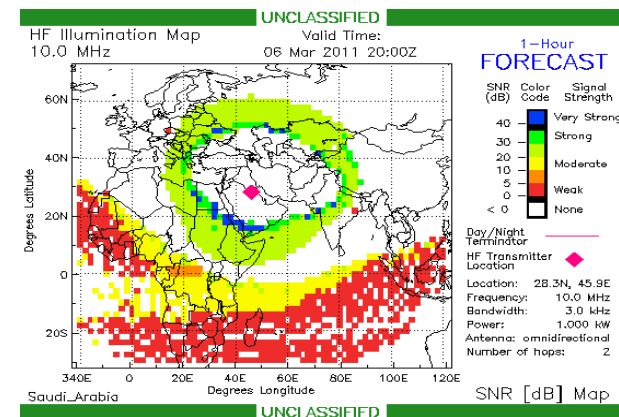 UNCLASSIFIED
HF Illumination Map
10.0 MHz
Valid Time:
06 Mar 2011 20:00Z
1-Hour
FORECAST
SNR (dB) Color Code Signal Strength
40 Very Strong
30 Strong
20
10 Moderate
5
0 Weak
< 0 None
Day/Night Terminator
HF Transmitter Location
Location: 28.3N, 45.9E
Frequency: 10.0 MHz
Bandwidth: 3.0 kHz
Power: 1.000 kW
Antenna: omnidirectional
Number of hops: 2
SNR [dB] Map
Degrees Latitude
60N
40N
20N
0
20S
340E 0 20E 40E 60E 80E 100E 120E
Degrees Longitude
Saudi_Arabia
UNCLASSIFIED